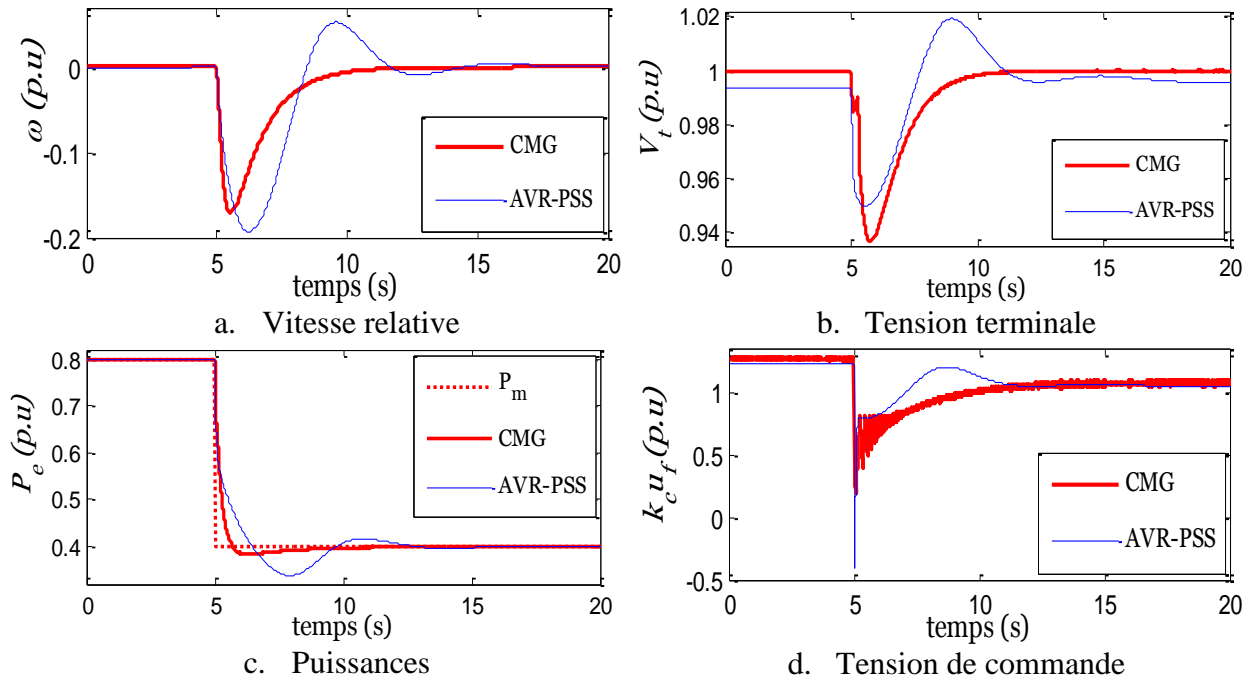 ω (p.u)
0
-0.1
-0.2
0 5 10 15 20
temps (s)
CMG
AVR-PSS
a. Vitesse relative
V_t (p.u)
1.02
1
0.98
0.96
0.94
0 5 10 15 20
temps (s)
CMG
AVR-PSS
b. Tension terminale
P_e (p.u)
0.8
0.7
0.6
0.5
0.4
0 5 10 15 20
temps (s)
P_m
CMG
AVR-PSS
c. Puissances
k_c u_f (p.u)
1
0.5
0
-0.5
0 5 10 15 20
temps (s)
CMG
AVR-PSS
d. Tension de commande